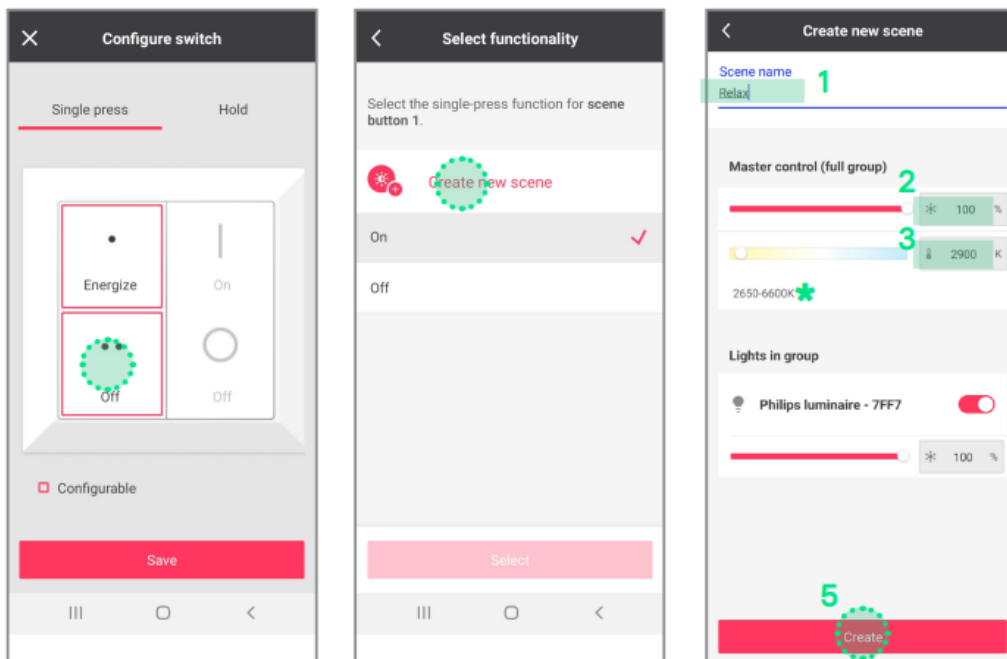 Configure switch
Single press
Hold
Energize
On
Off
Off
Configurable
Save
Select functionality
Select the single-press function for scene
button 1.
Create new scene
On
Off
Select
Create new scene
Scene name
1
Relax
Master control (full group)
2
100 %
3
2900 K
2650-6600K*
Lights in group
Philips luminaire - 7FF7
100 %
5
Create